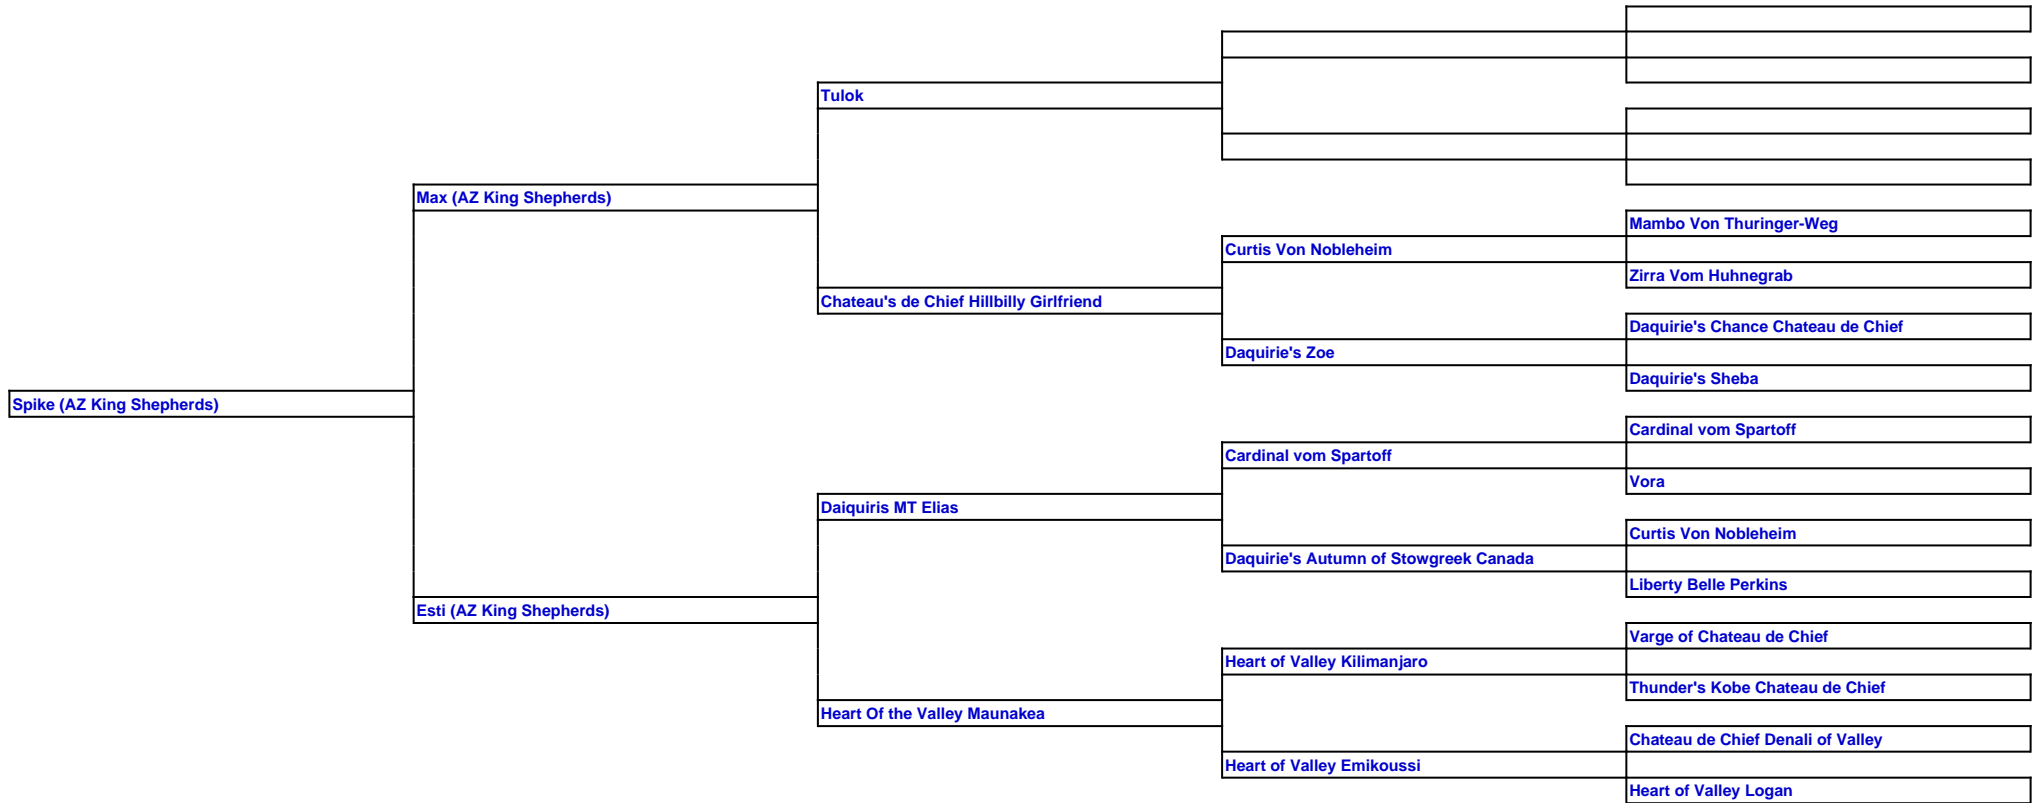 Tulok
Max (AZ King Shepherds)
Mambo Von Thuringer-Weg
Curtis Von Nobleheim
Zirra Vom Huhnegrab
Chateau's de Chief Hillbilly Girlfriend
Daquirie's Chance Chateau de Chief
Daquirie's Zoe
Daquirie's Sheba
Spike (AZ King Shepherds)
Cardinal vom Spartoff
Cardinal vom Spartoff
Vora
Daiquiris MT Elias
Curtis Von Nobleheim
Daquirie's Autumn of Stowgreek Canada
Liberty Belle Perkins
Esti (AZ King Shepherds)
Varge of Chateau de Chief
Heart of Valley Kilimanjaro
Thunder's Kobe Chateau de Chief
Heart Of the Valley Maunakea
Chateau de Chief Denali of Valley
Heart of Valley Emikoussi
Heart of Valley Logan